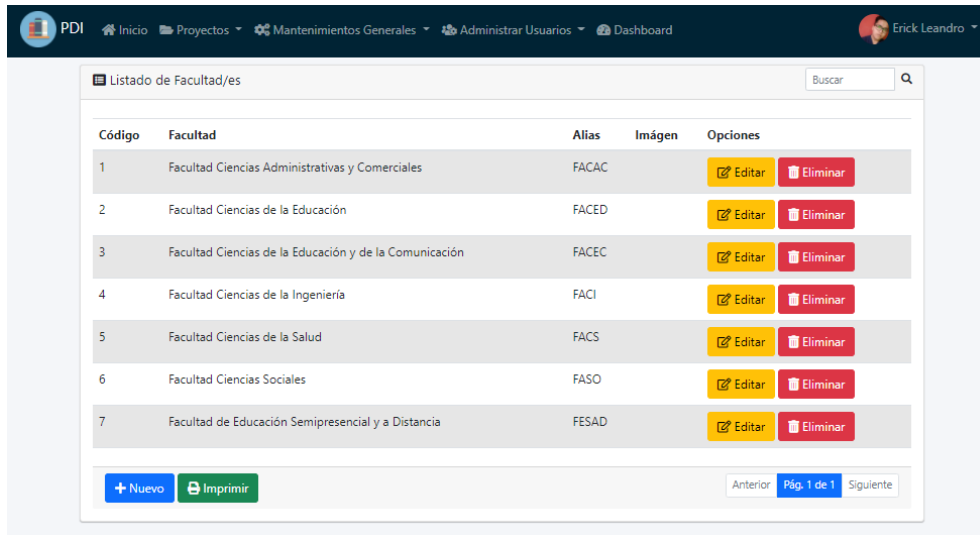 PDI Inicio Proyectos Mantenimientos Generales Administrar Usuarios Dashboard Erick Leandro
Listado de Facultad/es Buscar
Código Facultad Alias Imágen Opciones
1 Facultad Ciencias Administrativas y Comerciales FACAC Editar Eliminar
2 Facultad Ciencias de la Educación FACED Editar Eliminar
3 Facultad Ciencias de la Educación y de la Comunicación FACEC Editar Eliminar
4 Facultad Ciencias de la Ingeniería FACI Editar Eliminar
5 Facultad Ciencias de la Salud FACS Editar Eliminar
6 Facultad Ciencias Sociales FASO Editar Eliminar
7 Facultad de Educación Semipresencial y a Distancia FESAD Editar Eliminar
+ Nuevo Imprimir Anterior Pág. 1 de 1 Siguiente